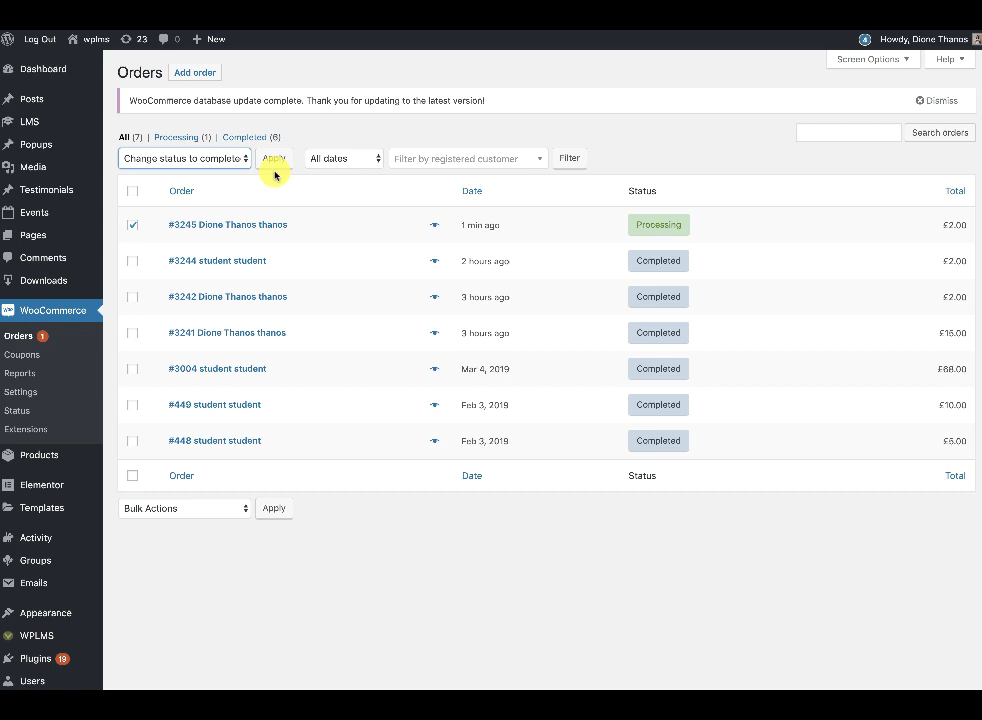 Log Out wplms 23 0 New Howdy, Dione Thanos
Screen Options Help
Dashboard
Posts
LMS
Popups
Media
Testimonials
Events
Pages
Comments
Downloads
WooCommerce
Orders 1
Coupons
Reports
Settings
Status
Extensions
Products
Elementor
Templates
Activity
Groups
Emails
Appearance
WPLMS
Plugins 19
Users
Orders Add order
WooCommerce database update complete. Thank you for updating to the latest version! Dismiss
All (7) | Processing (1) | Completed (6)
Search orders
Change status to complete Apply All dates Filter by registered customer Filter
Order Date Status Total
#3245 Dione Thanos thanos 1 min ago Processing £2.00
#3244 student student 2 hours ago Completed £2.00
#3242 Dione Thanos thanos 3 hours ago Completed £2.00
#3241 Dione Thanos thanos 3 hours ago Completed £15.00
#3004 student student Mar 4, 2019 Completed £68.00
#449 student student Feb 3, 2019 Completed £10.00
#448 student student Feb 3, 2019 Completed £5.00
Order Date Status Total
Bulk Actions Apply